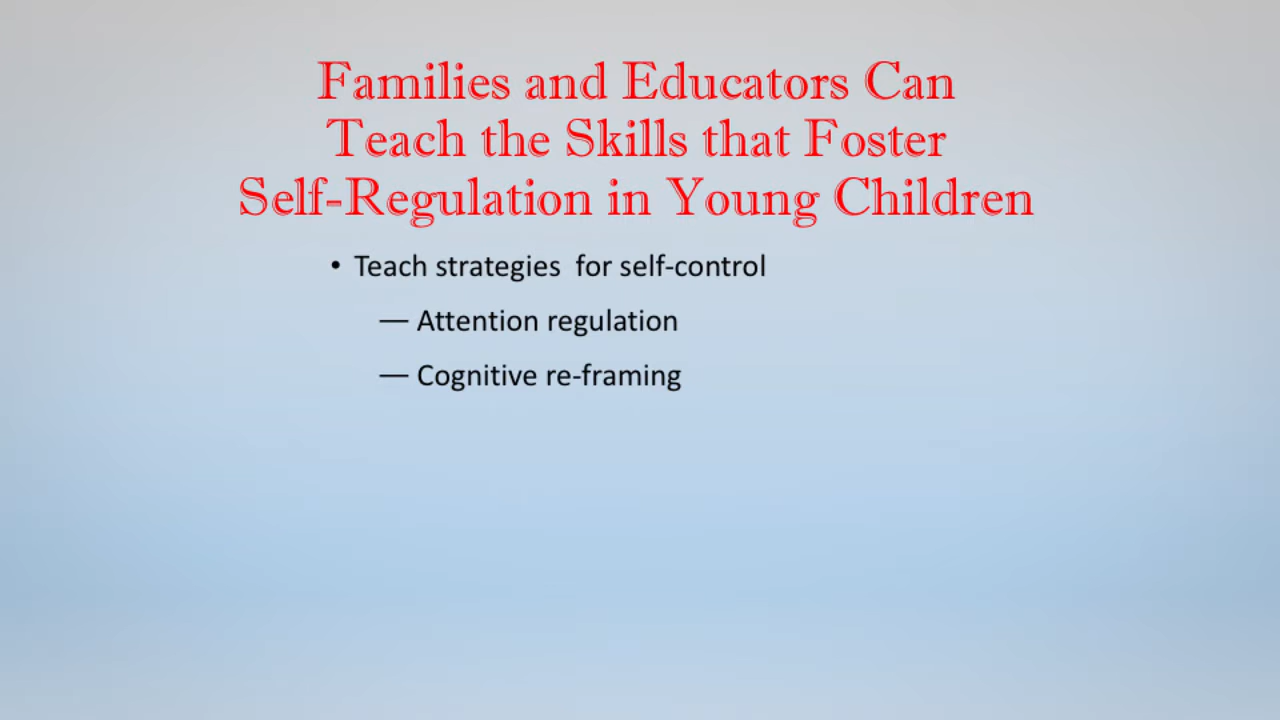 Families and Educators Can
Teach the Skills that Foster
Self-Regulation in Young Children
• Teach strategies  for self-control
— Attention regulation
— Cognitive re-framing